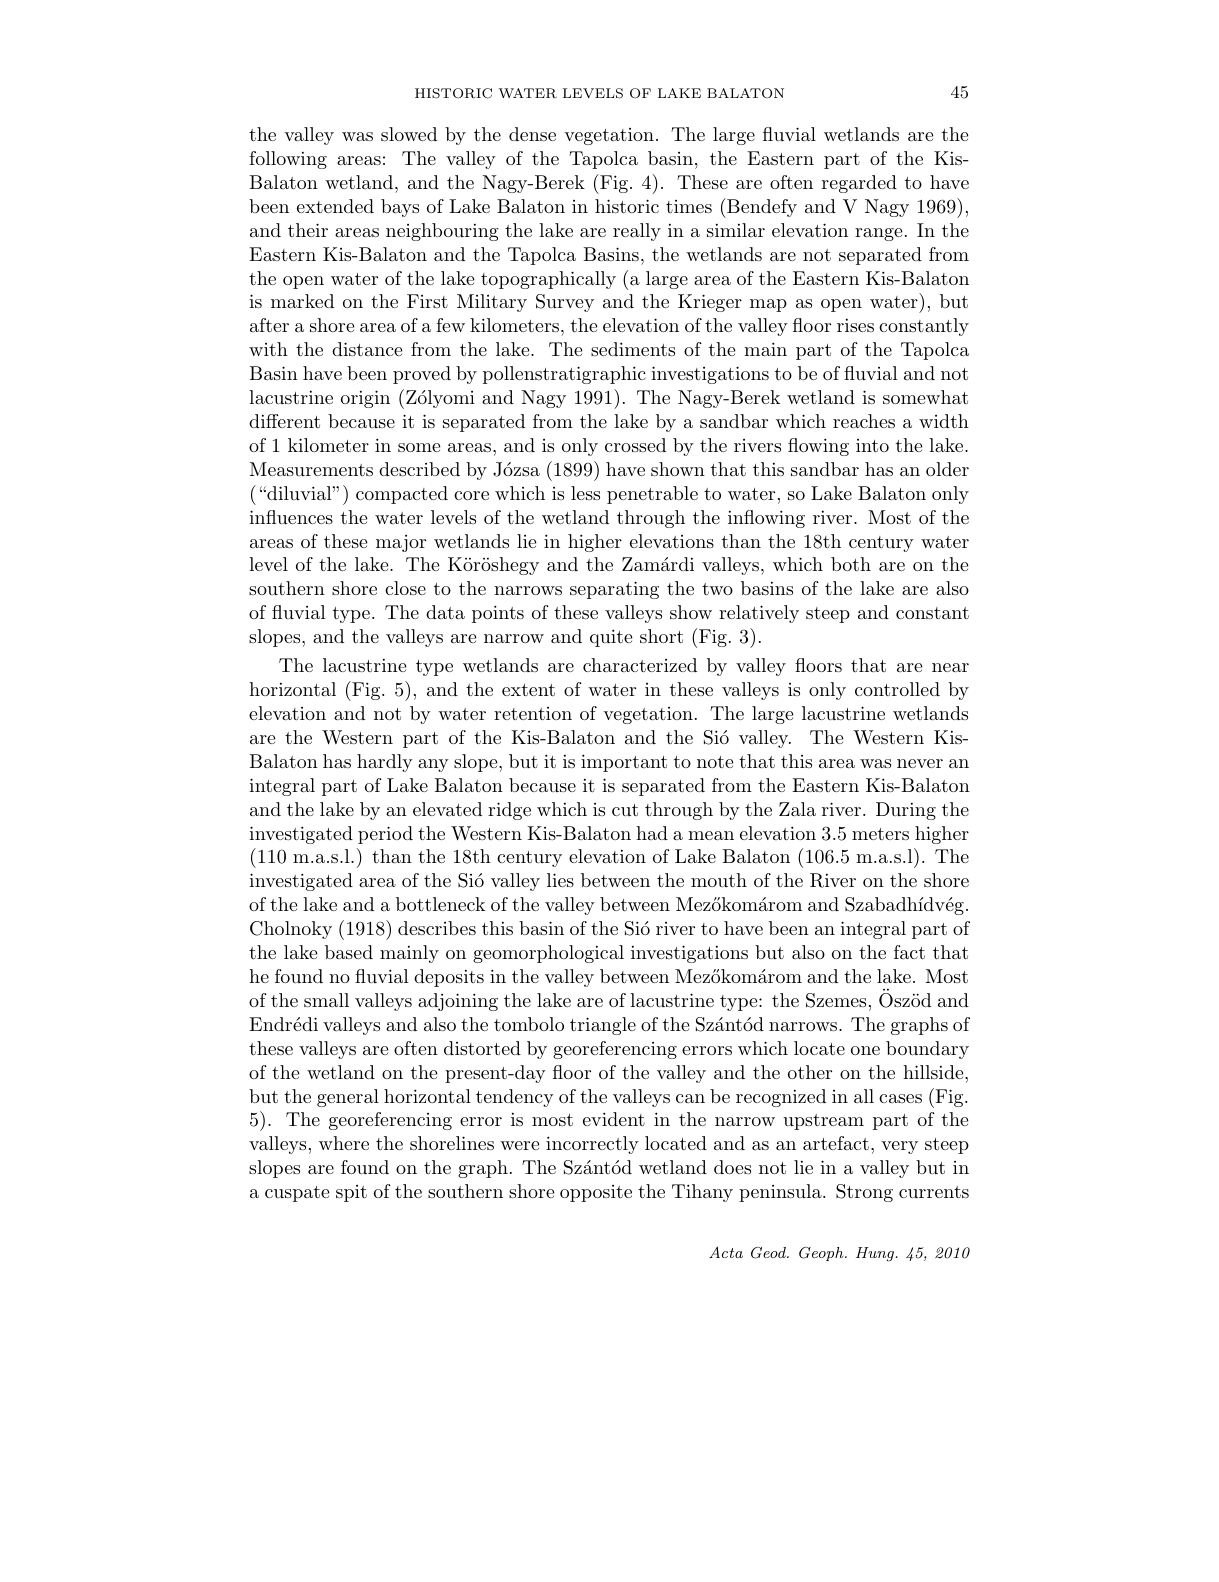 HISTORIC WATER LEVELS OF LAKE BALATON 45
the valley was slowed by the dense vegetation. The large fluvial wetlands are the
following areas: The valley of the Tapolca basin, the Eastern part of the Kis-
Balaton wetland, and the Nagy-Berek (Fig. 4). These are often regarded to have
been extended bays of Lake Balaton in historic times (Bendefy and V Nagy 1969),
and their areas neighbouring the lake are really in a similar elevation range. In the
Eastern Kis-Balaton and the Tapolca Basins, the wetlands are not separated from
the open water of the lake topographically (a large area of the Eastern Kis-Balaton
is marked on the First Military Survey and the Krieger map as open water), but
after a shore area of a few kilometers, the elevation of the valley floor rises constantly
with the distance from the lake. The sediments of the main part of the Tapolca
Basin have been proved by pollenstratigraphic investigations to be of fluvial and not
lacustrine origin (Zólyomi and Nagy 1991). The Nagy-Berek wetland is somewhat
different because it is separated from the lake by a sandbar which reaches a width
of 1 kilometer in some areas, and is only crossed by the rivers flowing into the lake.
Measurements described by Józsa (1899) have shown that this sandbar has an older
(“diluvial”) compacted core which is less penetrable to water, so Lake Balaton only
influences the water levels of the wetland through the inflowing river. Most of the
areas of these major wetlands lie in higher elevations than the 18th century water
level of the lake. The Köröshegy and the Zamárdi valleys, which both are on the
southern shore close to the narrows separating the two basins of the lake are also
of fluvial type. The data points of these valleys show relatively steep and constant
slopes, and the valleys are narrow and quite short (Fig. 3).
The lacustrine type wetlands are characterized by valley floors that are near
horizontal (Fig. 5), and the extent of water in these valleys is only controlled by
elevation and not by water retention of vegetation. The large lacustrine wetlands
are the Western part of the Kis-Balaton and the Sió valley. The Western Kis-
Balaton has hardly any slope, but it is important to note that this area was never an
integral part of Lake Balaton because it is separated from the Eastern Kis-Balaton
and the lake by an elevated ridge which is cut through by the Zala river. During the
investigated period the Western Kis-Balaton had a mean elevation 3.5 meters higher
(110 m.a.s.l.) than the 18th century elevation of Lake Balaton (106.5 m.a.s.l). The
investigated area of the Sió valley lies between the mouth of the River on the shore
of the lake and a bottleneck of the valley between Mezőkomárom and Szabadhídvég.
Cholnoky (1918) describes this basin of the Sió river to have been an integral part of
the lake based mainly on geomorphological investigations but also on the fact that
he found no fluvial deposits in the valley between Mezőkomárom and the lake. Most
of the small valleys adjoining the lake are of lacustrine type: the Szemes, Öszöd and
Endrédi valleys and also the tombolo triangle of the Szántód narrows. The graphs of
these valleys are often distorted by georeferencing errors which locate one boundary
of the wetland on the present-day floor of the valley and the other on the hillside,
but the general horizontal tendency of the valleys can be recognized in all cases (Fig.
5). The georeferencing error is most evident in the narrow upstream part of the
valleys, where the shorelines were incorrectly located and as an artefact, very steep
slopes are found on the graph. The Szántód wetland does not lie in a valley but in
a cuspate spit of the southern shore opposite the Tihany peninsula. Strong currents
Acta Geod. Geoph. Hung. 45, 2010